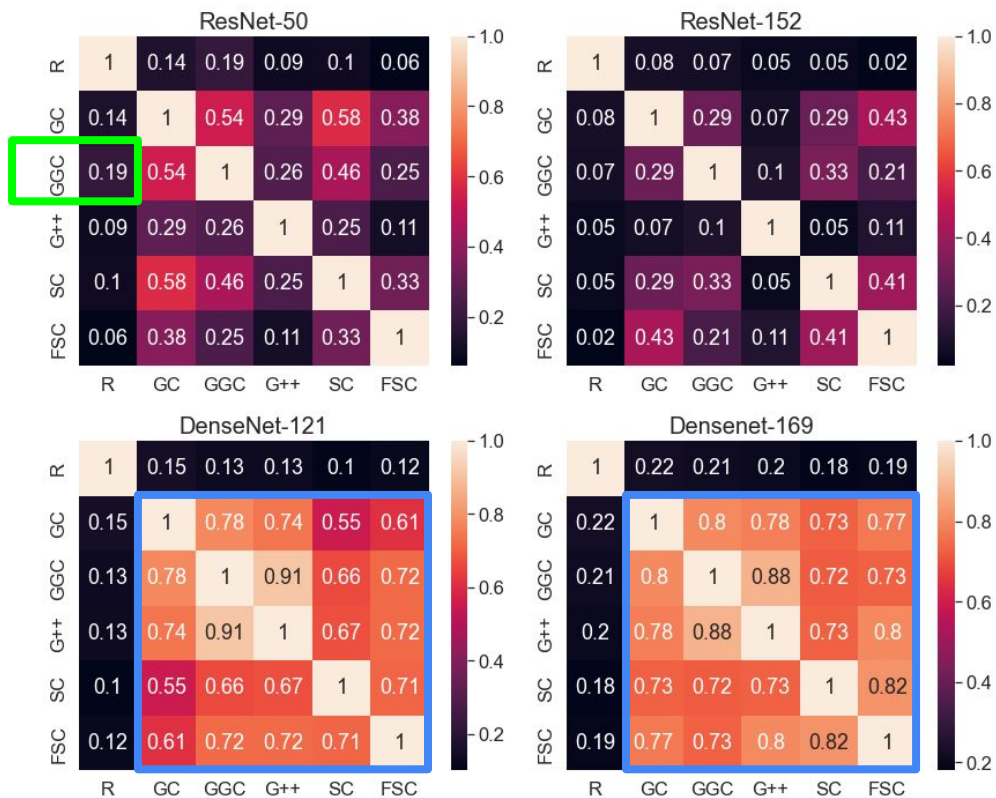 ResNet-50 ResNet-152
R 1 0.14 0.19 0.09 0.1 0.06 1.0 R 1 0.08 0.07 0.05 0.05 0.02 1.0
GC 0.14 1 0.54 0.29 0.58 0.38 0.8 GC 0.08 1 0.29 0.07 0.29 0.43 0.8
GGC 0.19 0.54 1 0.26 0.46 0.25 0.6 GGC 0.07 0.29 1 0.1 0.33 0.21 0.6
G++ 0.09 0.29 0.26 1 0.25 0.11 0.4 G++ 0.05 0.07 0.1 1 0.05 0.11 0.4
SC 0.1 0.58 0.46 0.25 1 0.33 0.2 SC 0.05 0.29 0.33 0.05 1 0.41 0.2
FSC 0.06 0.38 0.25 0.11 0.33 1 FSC 0.02 0.43 0.21 0.11 0.41 1
R GC GGC G++ SC FSC R GC GGC G++ SC FSC
DenseNet-121 Densenet-169
R 1 0.15 0.13 0.13 0.1 0.12 1.0 R 1 0.22 0.21 0.2 0.18 0.19 1.0
GC 0.15 1 0.78 0.74 0.55 0.61 0.8 GC 0.22 1 0.8 0.78 0.73 0.77 0.8
GGC 0.13 0.78 1 0.91 0.66 0.72 0.6 GGC 0.21 0.8 1 0.88 0.72 0.73 0.6
G++ 0.13 0.74 0.91 1 0.67 0.72 0.4 G++ 0.2 0.78 0.88 1 0.73 0.8
SC 0.1 0.55 0.66 0.67 1 0.71 SC 0.18 0.73 0.72 0.73 1 0.82 0.4
FSC 0.12 0.61 0.72 0.72 0.71 1 0.2 FSC 0.19 0.77 0.73 0.8 0.82 1 0.2
R GC GGC G++ SC FSC R GC GGC G++ SC FSC